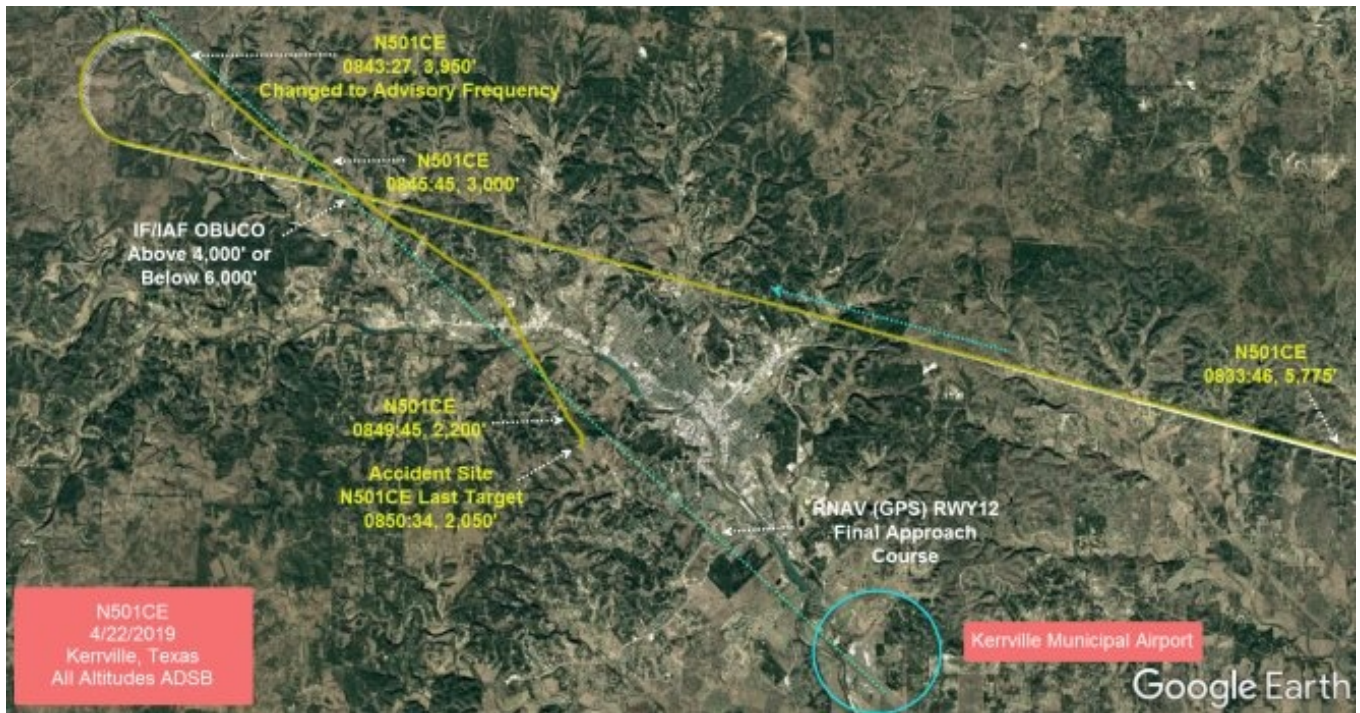 N501CE
0843:27, 3,950'
Changed to Advisory Frequency
N501CE
0845:45, 3,000'
IF/IAF OBUCO
Above 4,000' or
Below 6,000'
N501CE
0833:46, 5,775'
N501CE
0849:45, 2,200'
Accident Site
N501CE Last Target
0850:34, 2,050'
RNAV (GPS) RWY12
Final Approach
Course
N501CE
4/22/2019
Kerrville, Texas
All Altitudes ADSB
Kerrville Municipal Airport
Google Earth